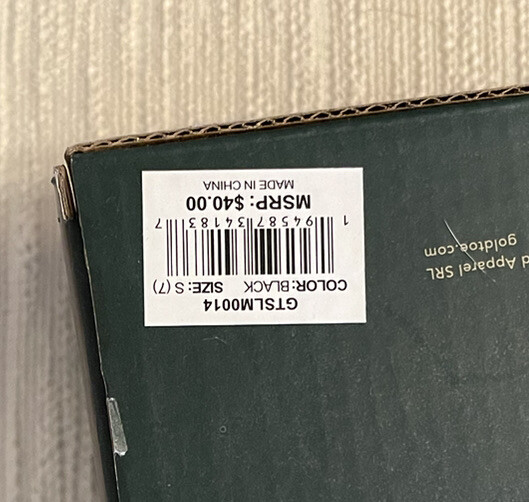 GTSLM0014
COLOR:BLACK SIZE: S (7)
1 94587 34183 7
MSRP: $40.00
MADE IN CHINA
d Apparel SRL
goldtoe.com